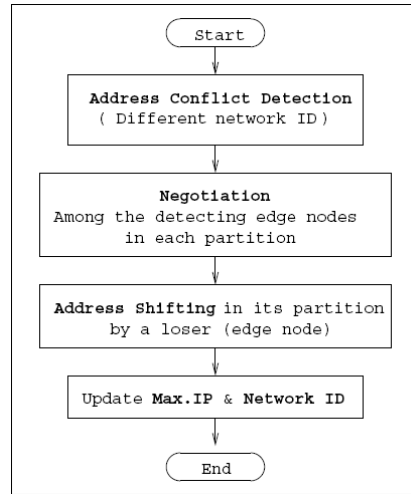 Start
Address Conflict Detection
( Different network ID )
Negotiation
Among the detecting edge nodes
in each partition
Address Shifting in its partition
by a loser (edge node)
Update Max.IP & Network ID
End